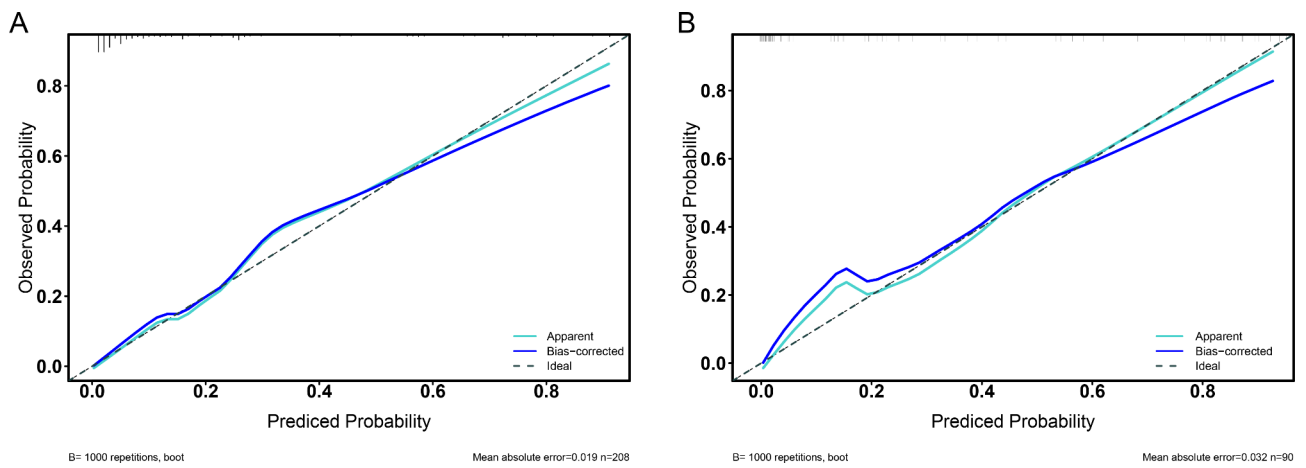 A
Observed Probability
0.8
0.6
0.4
0.2
0.0
Apparent
Bias-corrected
Ideal
0.0 0.2 0.4 0.6 0.8
Prediced Probability
B= 1000 repetitions, boot
Mean absolute error=0.019 n=208
B
Observed Probability
0.8
0.6
0.4
0.2
0.0
Apparent
Bias-corrected
Ideal
0.0 0.2 0.4 0.6 0.8
Prediced Probability
B= 1000 repetitions, boot
Mean absolute error=0.032 n=90